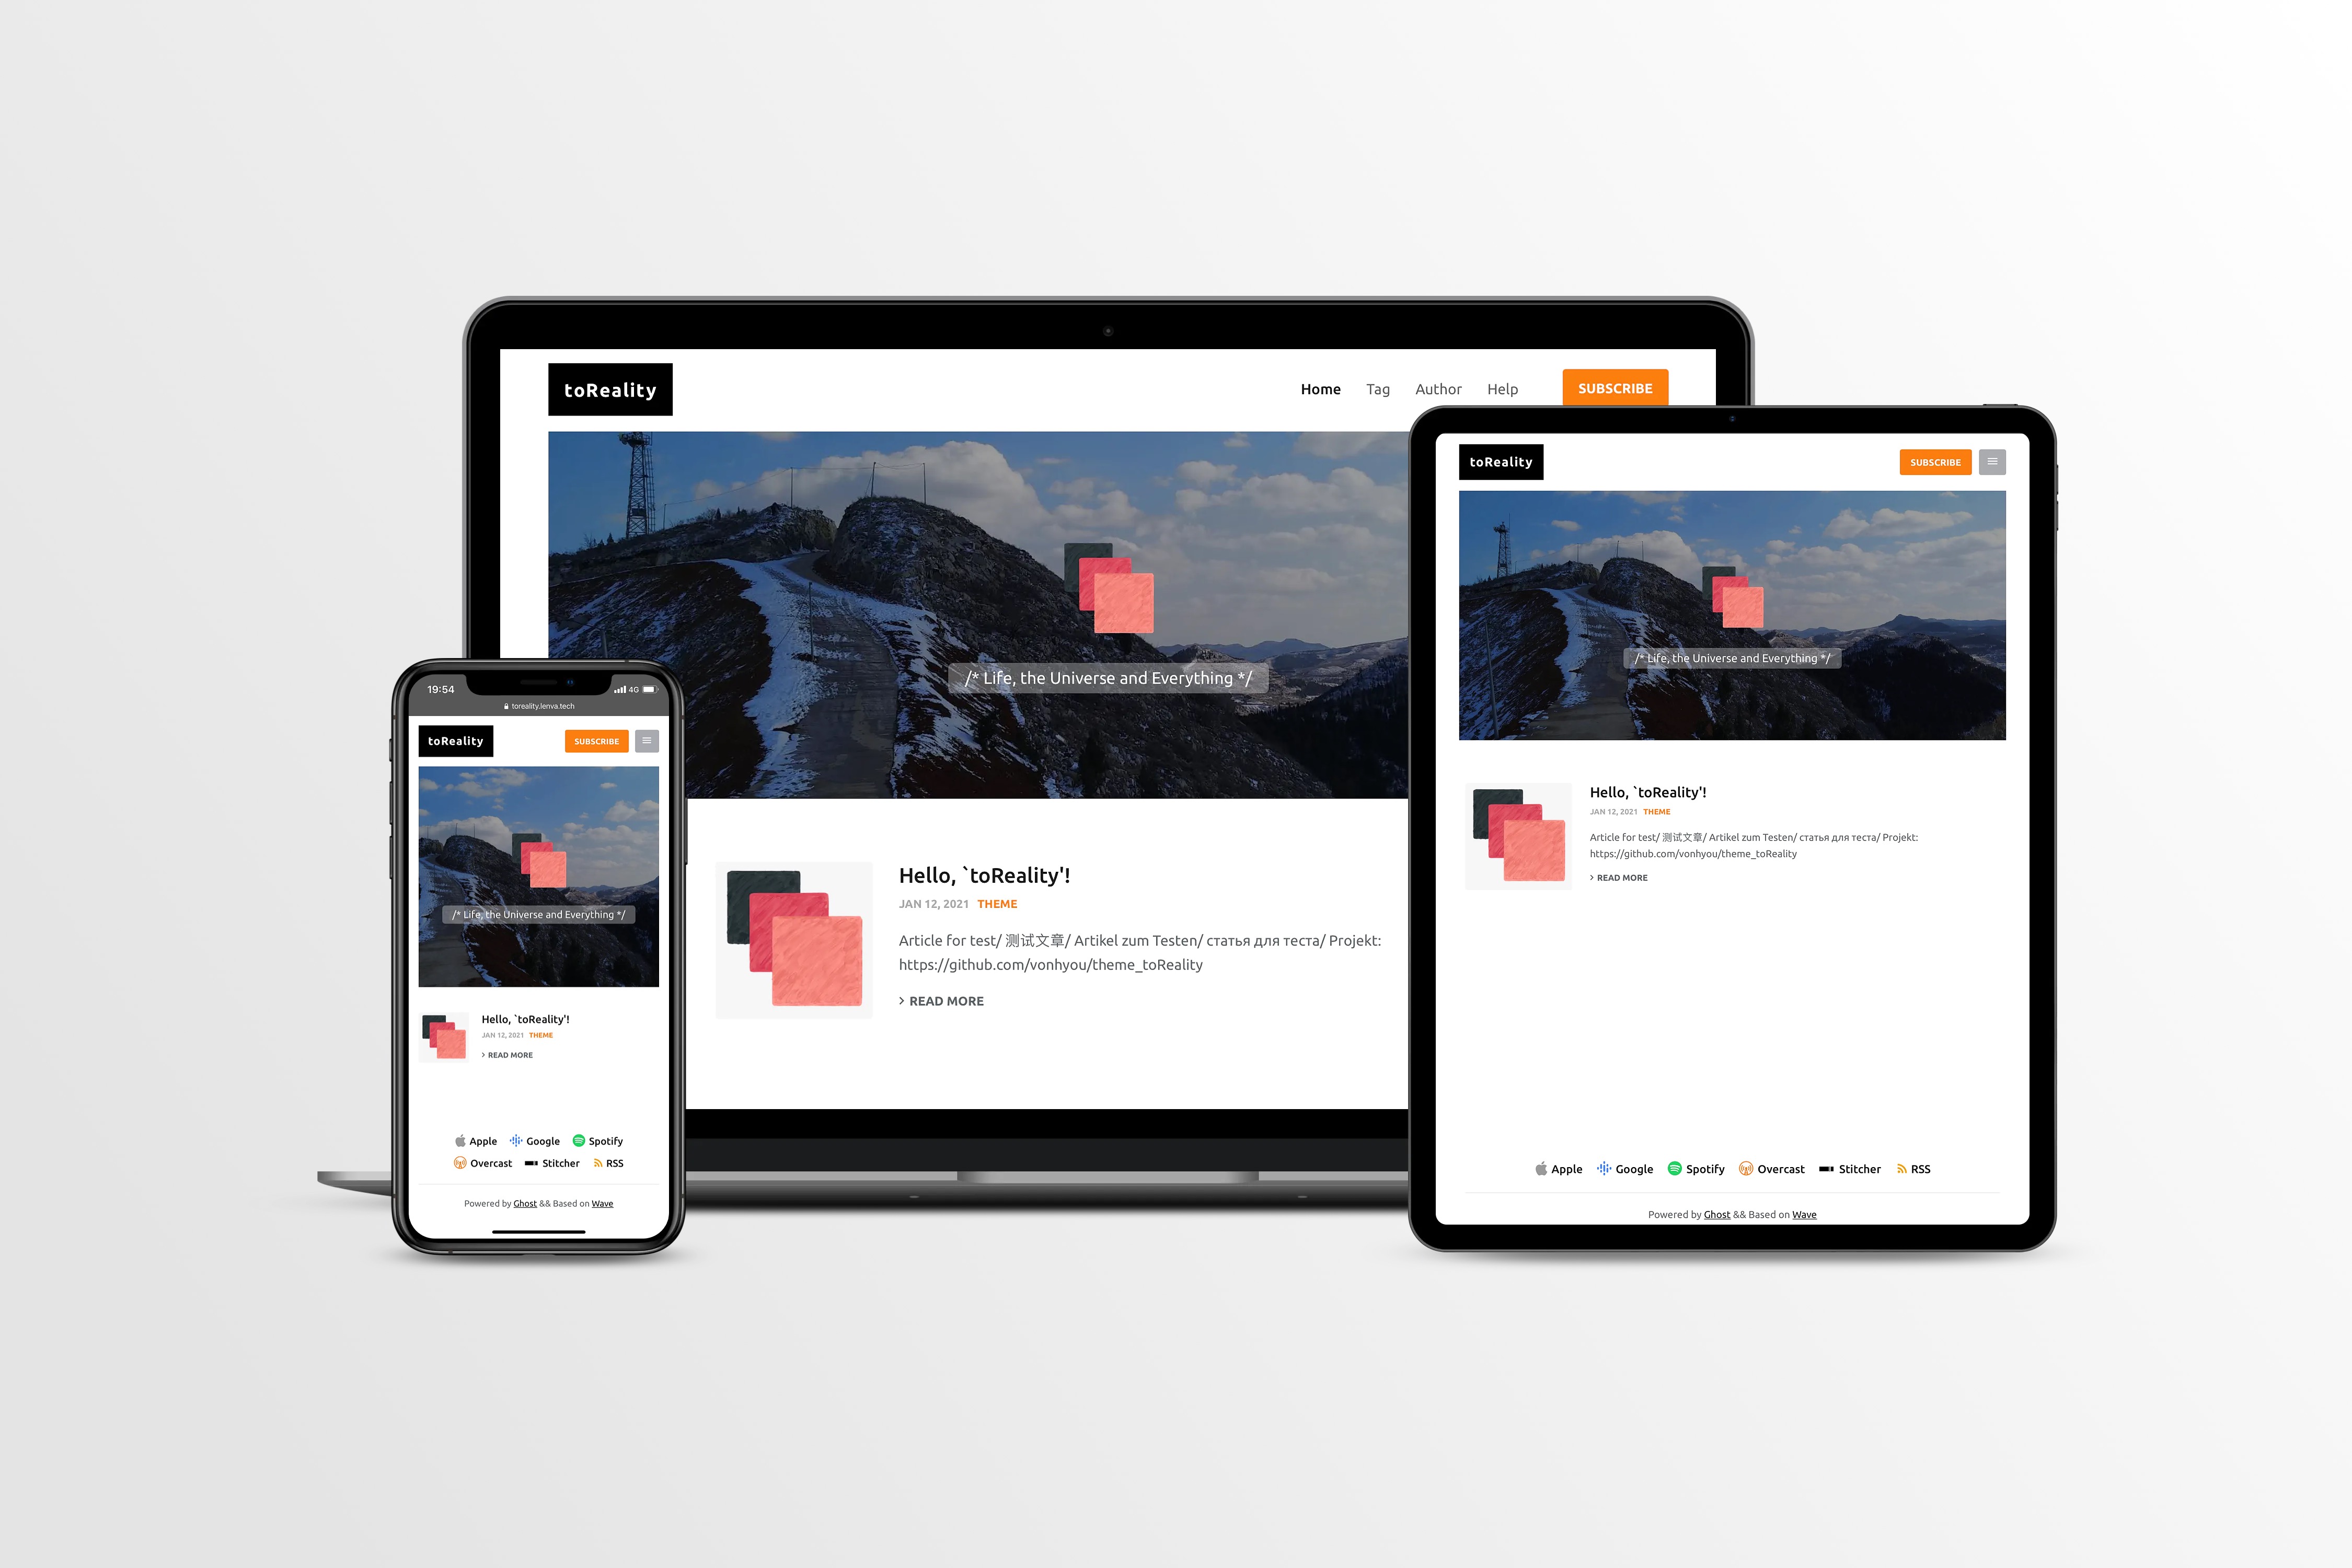 toReality
Home Tag Author Help SUBSCRIBE
/* Life, the Universe and Everything */
Hello, `toReality'!
JAN 12, 2021 THEME
Article for test/ 测试文章/ Artikel zum Testen/ статья для теста/ Projekt:
https://github.com/vonhyou/theme_toReality
> READ MORE
19:54 4G
toreality.lenva.tech
toReality SUBSCRIBE
/* Life, the Universe and Everything */
Hello, `toReality'!
JAN 12, 2021 THEME
> READ MORE
Apple Google Spotify
Overcast Stitcher RSS
Powered by Ghost && Based on Wave
toReality SUBSCRIBE
/* Life, the Universe and Everything */
Hello, `toReality'!
JAN 12, 2021 THEME
Article for test/ 测试文章/ Artikel zum Testen/ статья для теста/ Projekt:
https://github.com/vonhyou/theme_toReality
> READ MORE
Apple Google Spotify Overcast Stitcher RSS
Powered by Ghost && Based on Wave